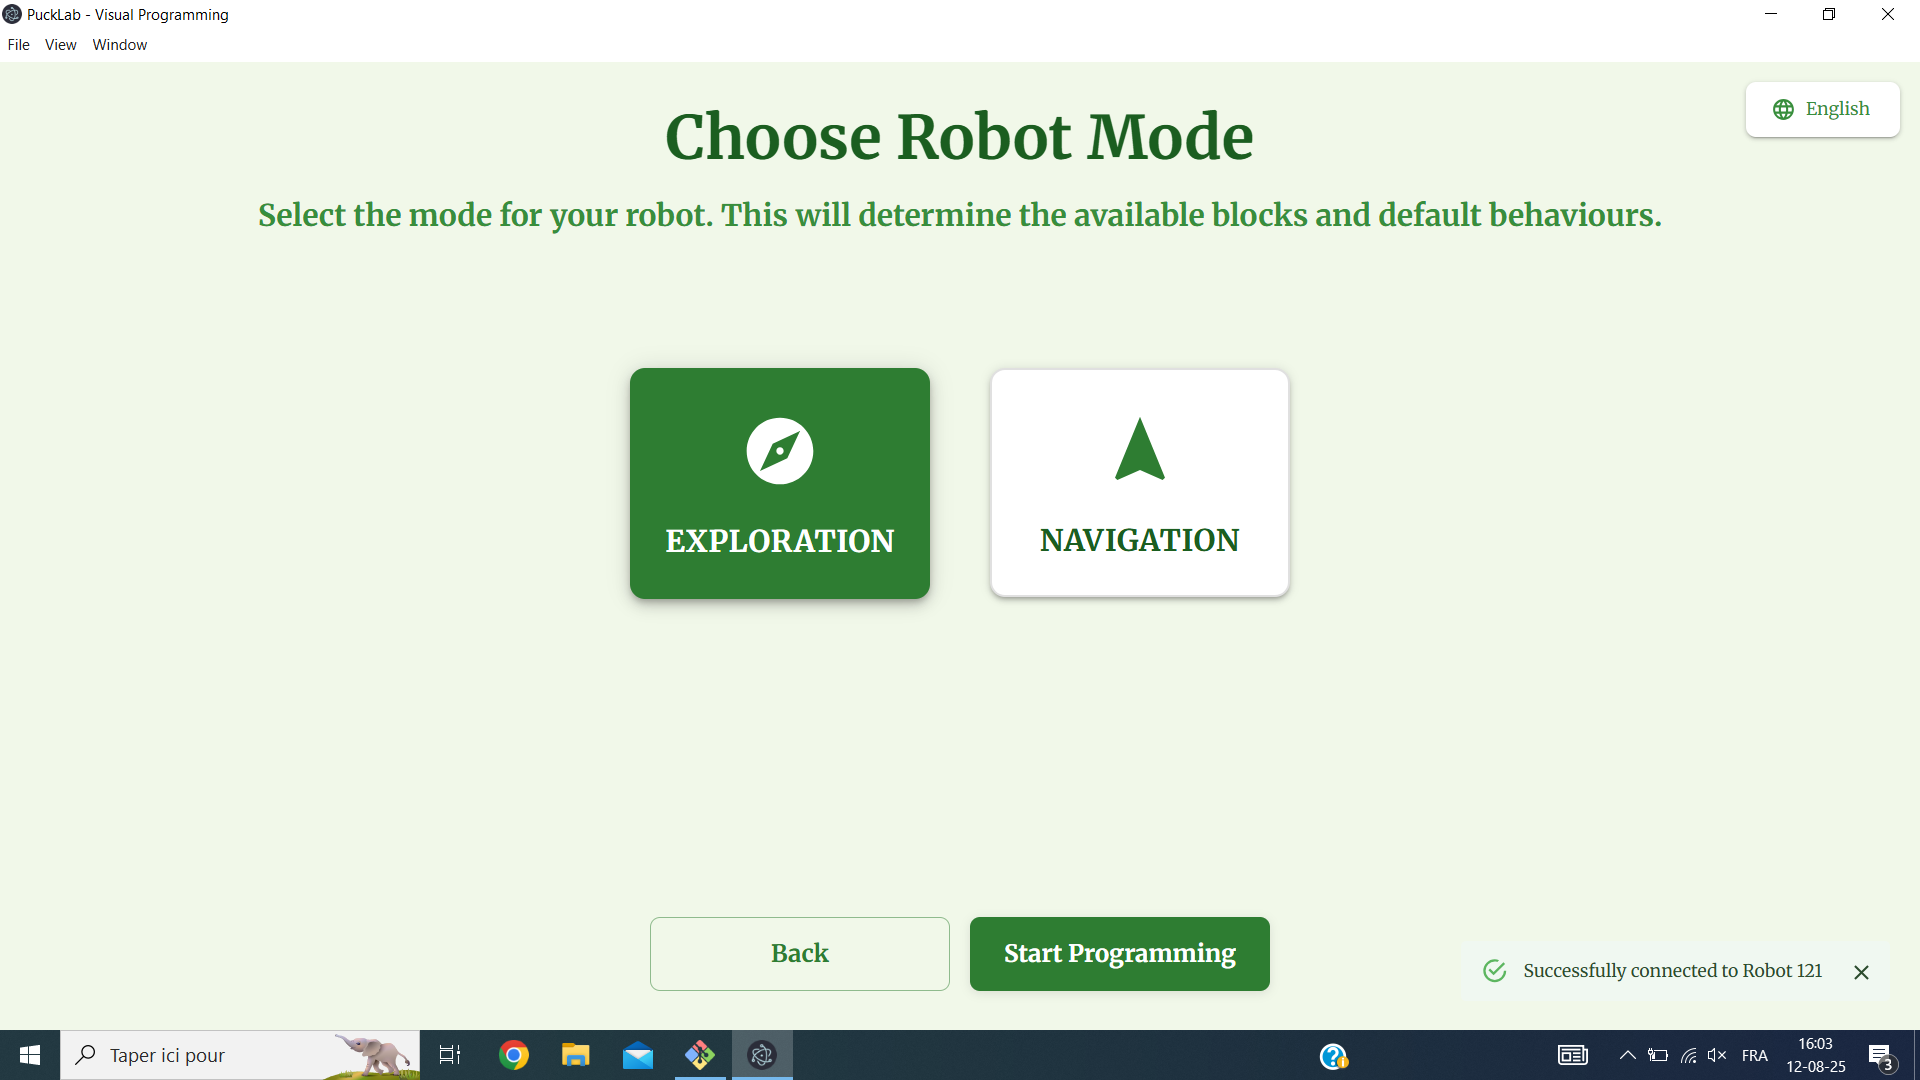 PuckLab - Visual Programming
File View Window
English
Choose Robot Mode
Select the mode for your robot. This will determine the available blocks and default behaviours.
EXPLORATION
NAVIGATION
Back
Start Programming
Successfully connected to Robot 121
Taper ici pour
FRA
16:03
12-08-25
3